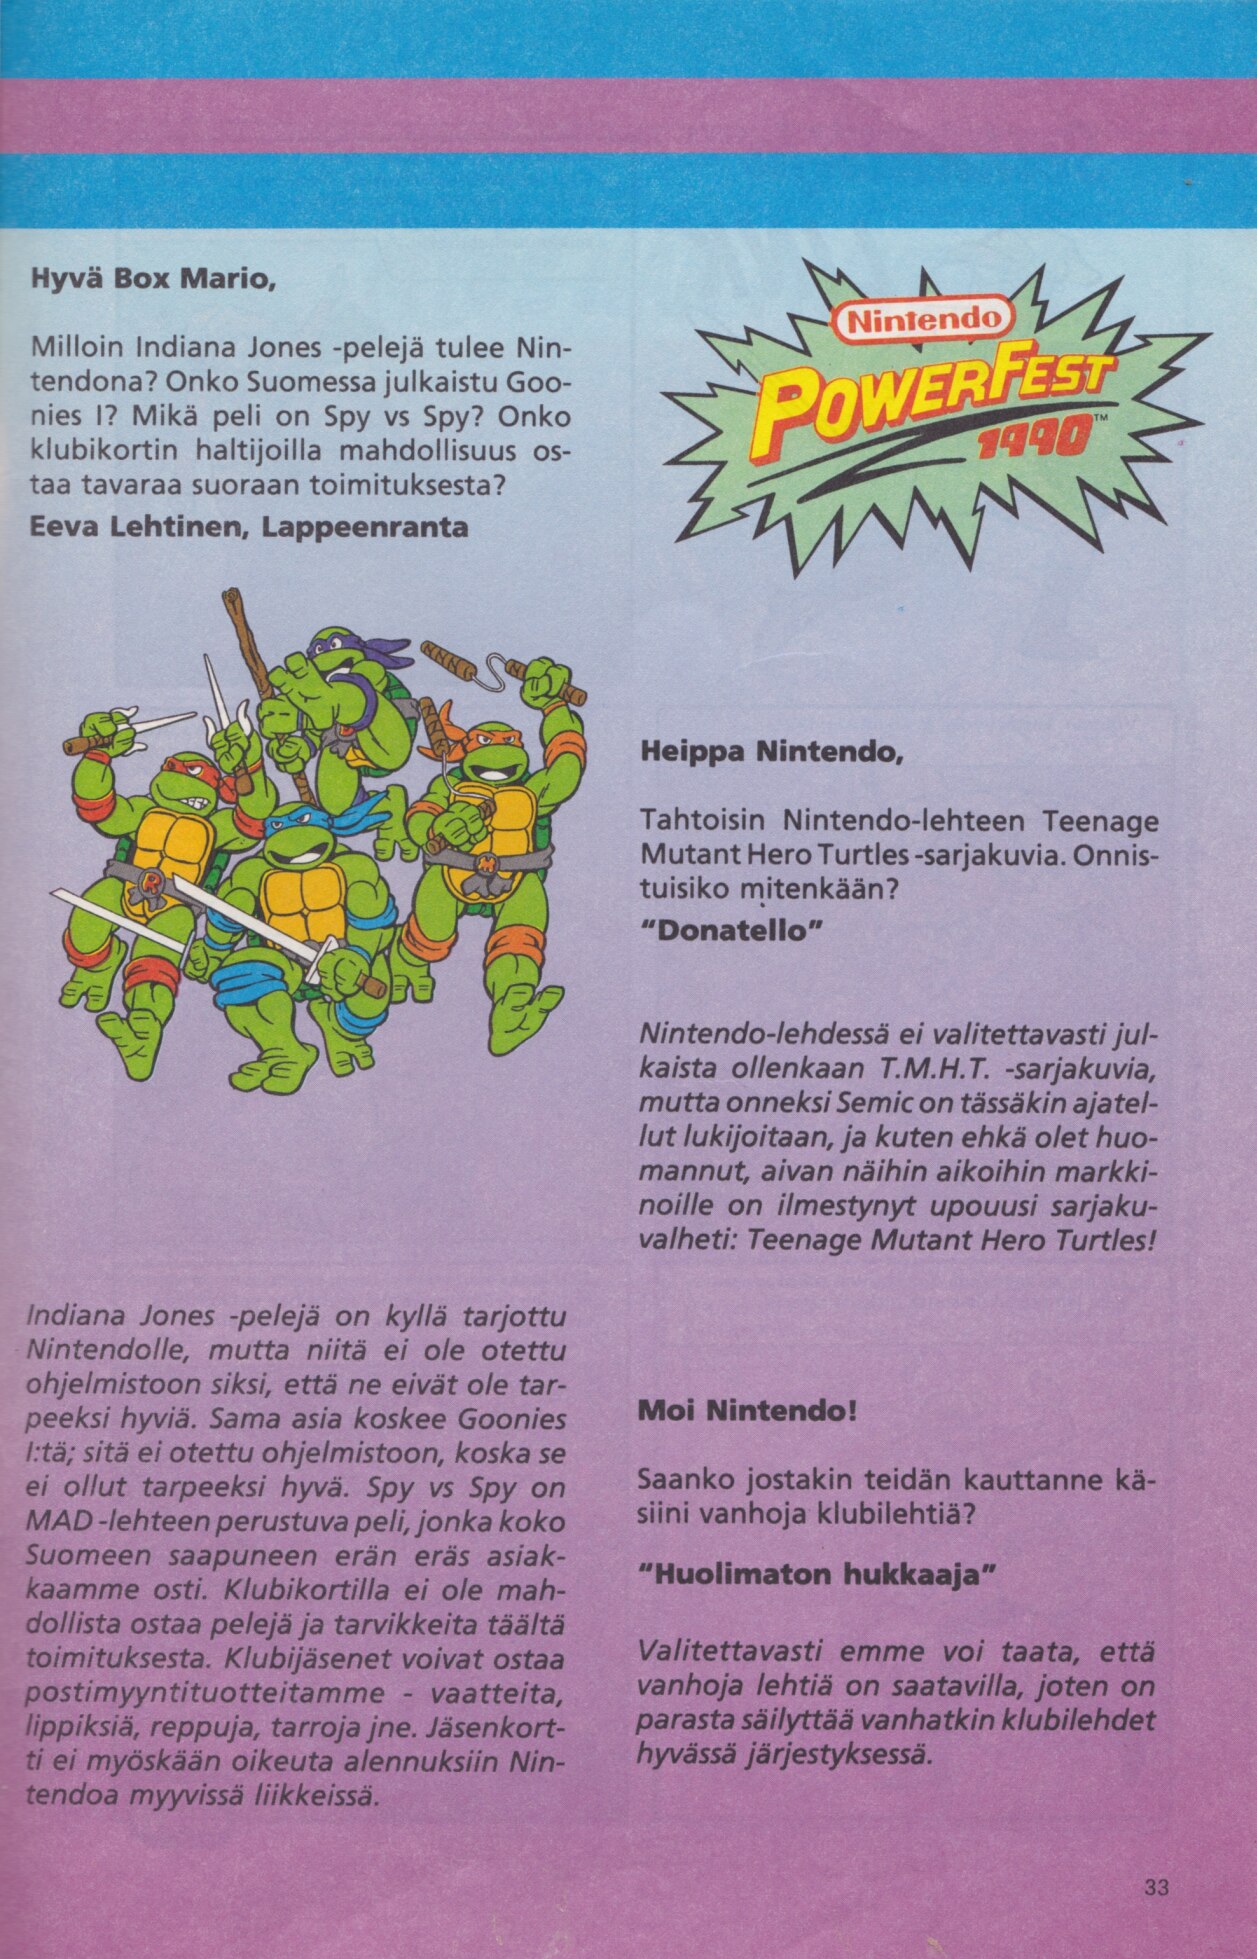 Hyvä Box Mario,
Milloin Indiana Jones -pelejä tulee Nin-
tendona? Onko Suomessa julkaistu Goo-
nies I? Mikä peli on Spy vs Spy? Onko
klubikortin haltijoilla mahdollisuus os-
taa tavaraa suoraan toimituksesta?
Eeva Lehtinen, Lappeenranta
R
M
Indiana Jones -pelejä on kyllä tarjottu
Nintendolle, mutta niitä ei ole otettu
ohjelmistoon siksi, että ne eivät ole tar-
peeksi hyviä. Sama asia koskee Goonies
I:tä; sitä ei otettu ohjelmistoon, koska se
ei ollut tarpeeksi hyvä. Spy vs Spy on
MAD -lehteen perustuva peli, jonka koko
Suomeen saapuneen erän eräs asiak-
kaamme osti. Klubikortilla ei ole mah-
dollista ostaa pelejä ja tarvikkeita täältä
toimituksesta. Klubijäsenet voivat ostaa
postimyyntituotteitamme - vaatteita,
lippiksiä, reppuja, tarroja jne. Jäsenkort-
ti ei myöskään oikeuta alennuksiin Nin-
tendoa myyvissä liikkeissä.
Nintendo
POWERFEST
1990™
Heippa Nintendo,
Tahtoisin Nintendo-lehteen Teenage
Mutant Hero Turtles -sarjakuvia. Onnis-
tuisiko mitenkään?
"Donatello"
Nintendo-lehdessä ei valitettavasti jul-
kaista ollenkaan T.M.H.T. -sarjakuvia,
mutta onneksi Semic on tässäkin ajatel-
lut lukijoitaan, ja kuten ehkä olet huo-
mannut, aivan näihin aikoihin markki-
noille on ilmestynyt upouusi sarjaku-
valheti: Teenage Mutant Hero Turtles!
Moi Nintendo!
Saanko jostakin teidän kauttanne kä-
siini vanhoja klubilehtiä?
"Huolimaton hukkaaja"
Valitettavasti emme voi taata, että
vanhoja lehtiä on saatavilla, joten on
parasta säilyttää vanhatkin klubilehdet
hyvässä järjestyksessä.
33